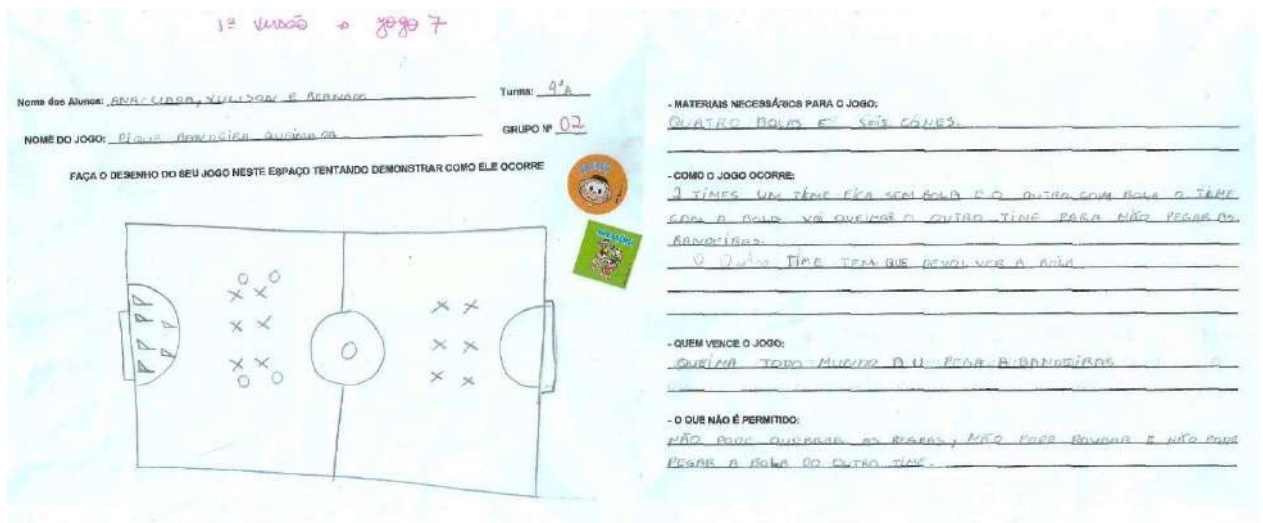 1ª versão → jogo 7
Nome dos Alunos: ANA CLARA, XULISON E BERNADO
Turma: 4ªA
NOME DO JOGO: PIQUE BANDEIRA QUEIMADA
GRUPO Nº 02
FAÇA O DESENHO DO SEU JOGO NESTE ESPAÇO TENTANDO DEMONSTRAR COMO ELE OCORRE
- MATERIAIS NECESSÁRIOS PARA O JOGO:
QUATRO BOLAS E SEIS CONES.
- COMO O JOGO OCORRE:
2 TIMES UM TIME FICA SEM BOLA E O OUTRO COM BOLA O TIME
COM A BOLA VAI QUEIMAR O OUTRO TIME PARA NÃO PEGAR AS
BANDEIRAS.
O Outro TIME TEM QUE DEVOLVER A BOLA
- QUEM VENCE O JOGO:
QUEIMA TODO MUNDO OU PEGA BANDEIRAS
- O QUE NÃO É PERMITIDO:
NÃO PODE QUEBRAR AS REGRAS, NÃO PODE ROUBAR E NÃO PODE
PEGAR A BOLA DO OUTRO TIME.